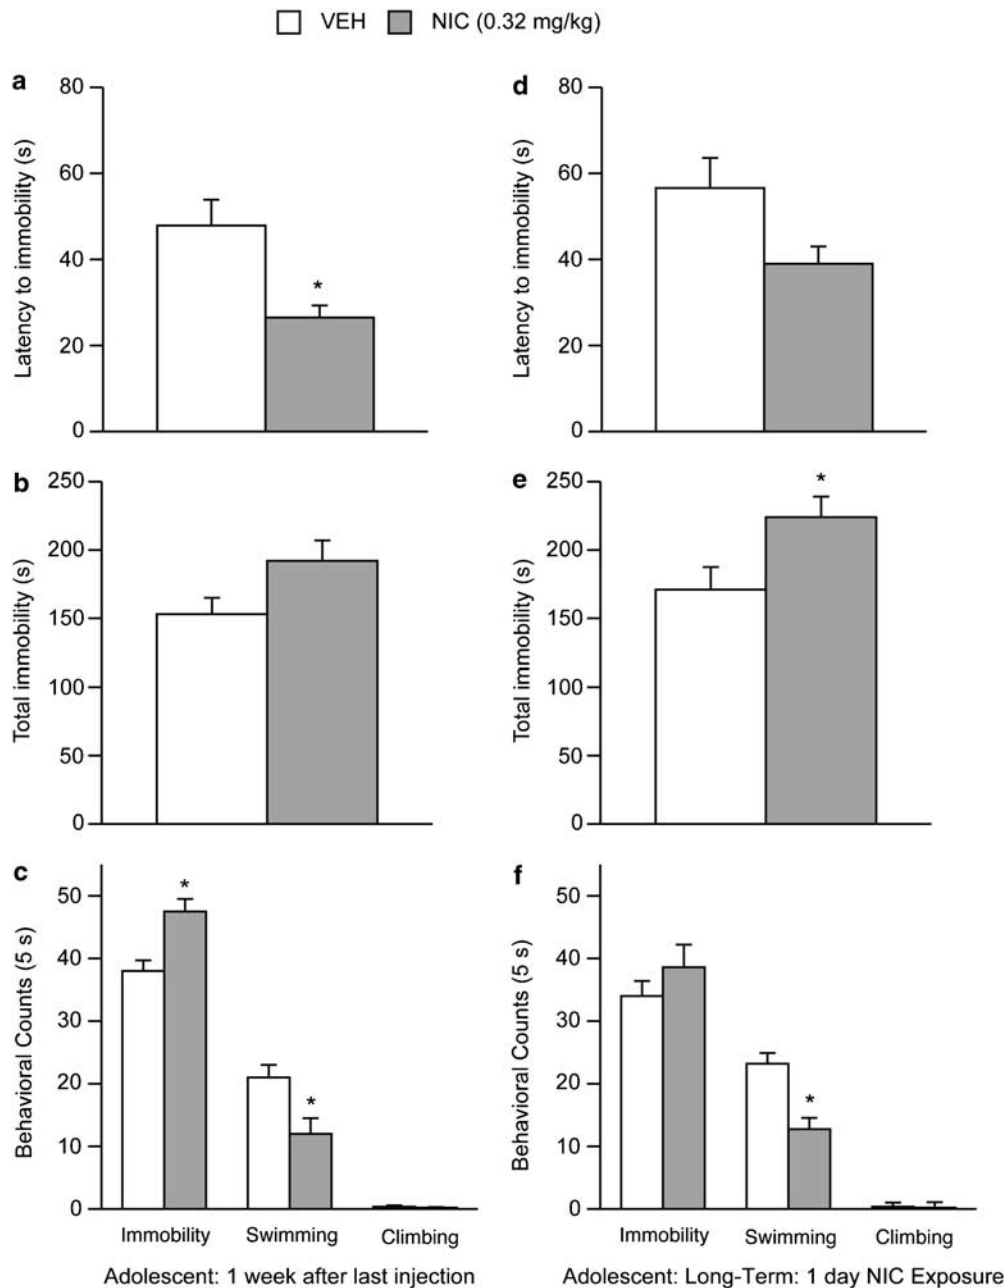 VEH NIC (0.32 mg/kg)
a
80
60
40
20
0
Latency to immobility (s)
*
d
80
60
40
20
0
Latency to immobility (s)
b
250
200
150
100
50
0
Total immobility (s)
e
250
200
150
100
50
0
Total immobility (s)
*
c
50
40
30
20
10
0
Behavioral Counts (5 s)
*
*
Immobility Swimming Climbing
Adolescent: 1 week after last injection
f
50
40
30
20
10
0
Behavioral Counts (5 s)
*
Immobility Swimming Climbing
Adolescent: Long-Term: 1 day NIC Exposure